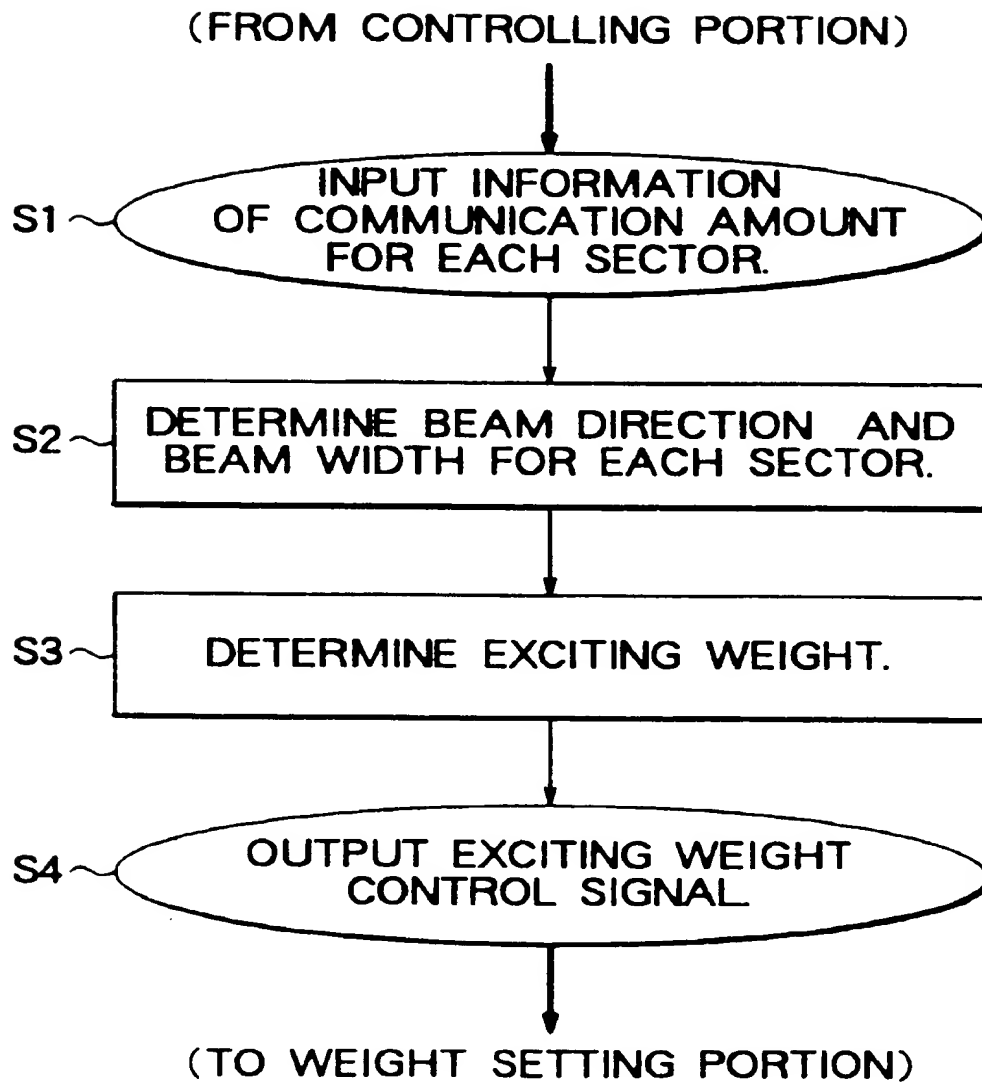 (FROM CONTROLLING PORTION)
S1
INPUT INFORMATION
OF COMMUNICATION AMOUNT
FOR EACH SECTOR.
S2
DETERMINE BEAM DIRECTION AND
BEAM WIDTH FOR EACH SECTOR.
S3
DETERMINE EXCITING WEIGHT.
S4
OUTPUT EXCITING WEIGHT
CONTROL SIGNAL.
(TO WEIGHT SETTING PORTION)